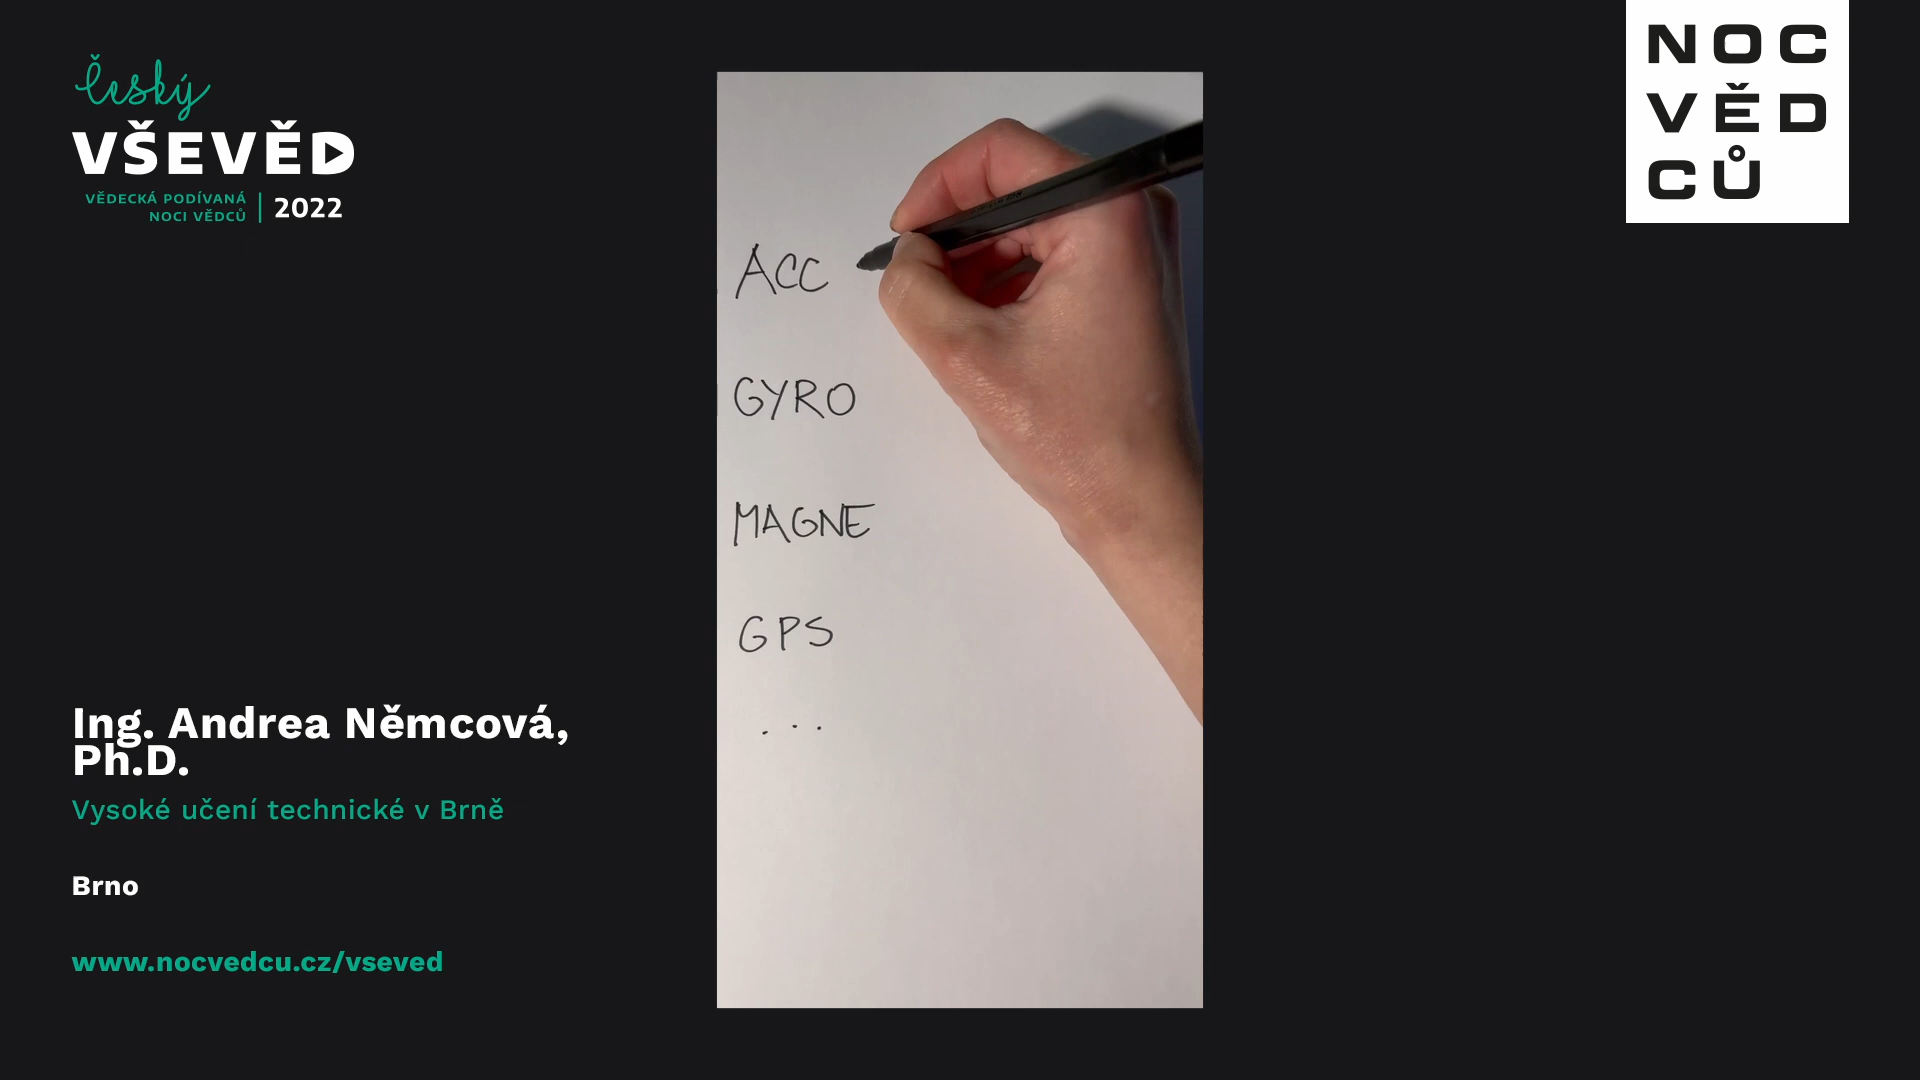 Český
VŠEVĚD
VĚDECKÁ PODÍVANÁ
NOCI VĚDCŮ
2022
NOC
VĚD
CŮ
ACC
GYRO
MAGNE
GPS
...
Ing. Andrea Němcová,
Ph.D.
Vysoké učení technické v Brně
Brno
www.nocvedcu.cz/vseved